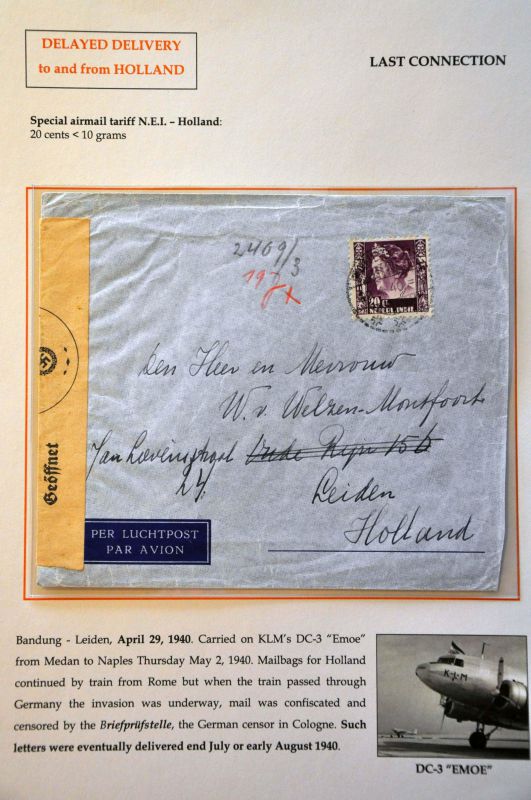 DELAYED DELIVERY
to and from HOLLAND
LAST CONNECTION
Special airmail tariff N.E.I. – Holland:
20 cents < 10 grams
2469/3
20 CT
NEDERL. INDIE
Den Heer en Mevrouw
W. v. Welzen-Montfoort
Oude Rijn 15 b
24.
Leiden
Holland
Geöffnet
PER LUCHTPOST
PAR AVION
Bandung - Leiden, April 29, 1940. Carried on KLM's DC-3 "Emoe"
from Medan to Naples Thursday May 2, 1940. Mailbags for Holland
continued by train from Rome but when the train passed through
Germany the invasion was underway, mail was confiscated and
censored by the Briefprüfstelle, the German censor in Cologne. Such
letters were eventually delivered end July or early August 1940.
DC-3 "EMOE"